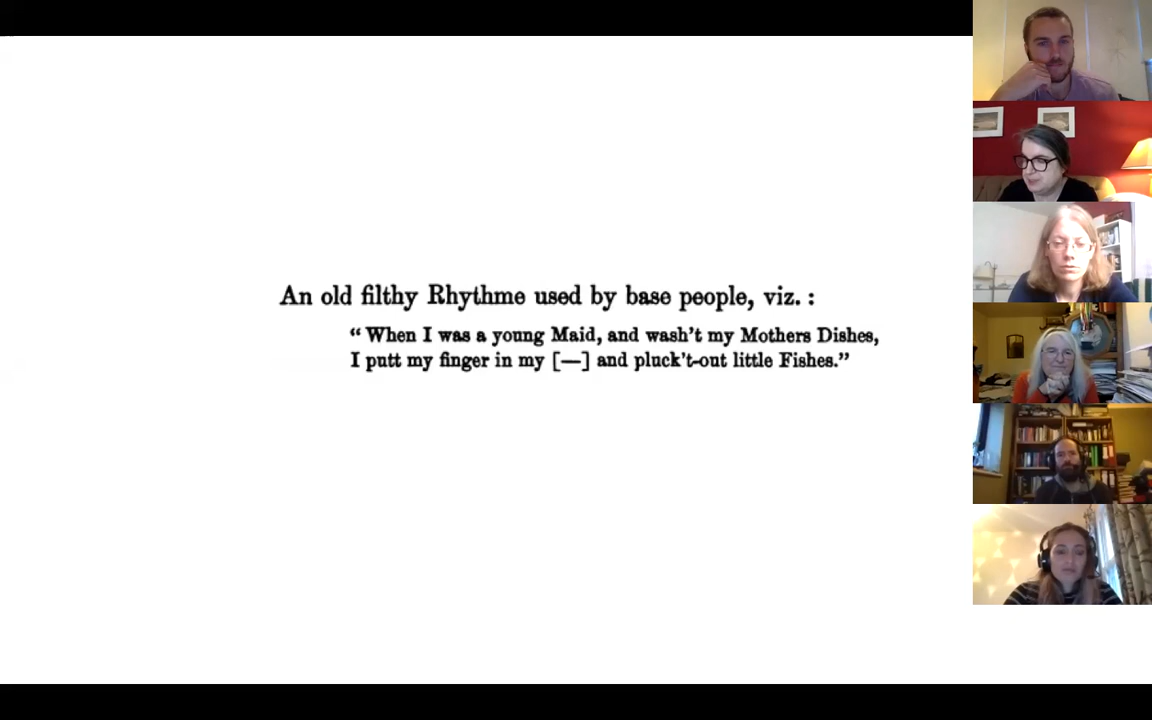 An old filthy Rhythme used by base people, viz. :
“ When I was a young Maid, and wash't my Mothers Dishes,
I putt my finger in my [—] and pluck't-out little Fishes.”